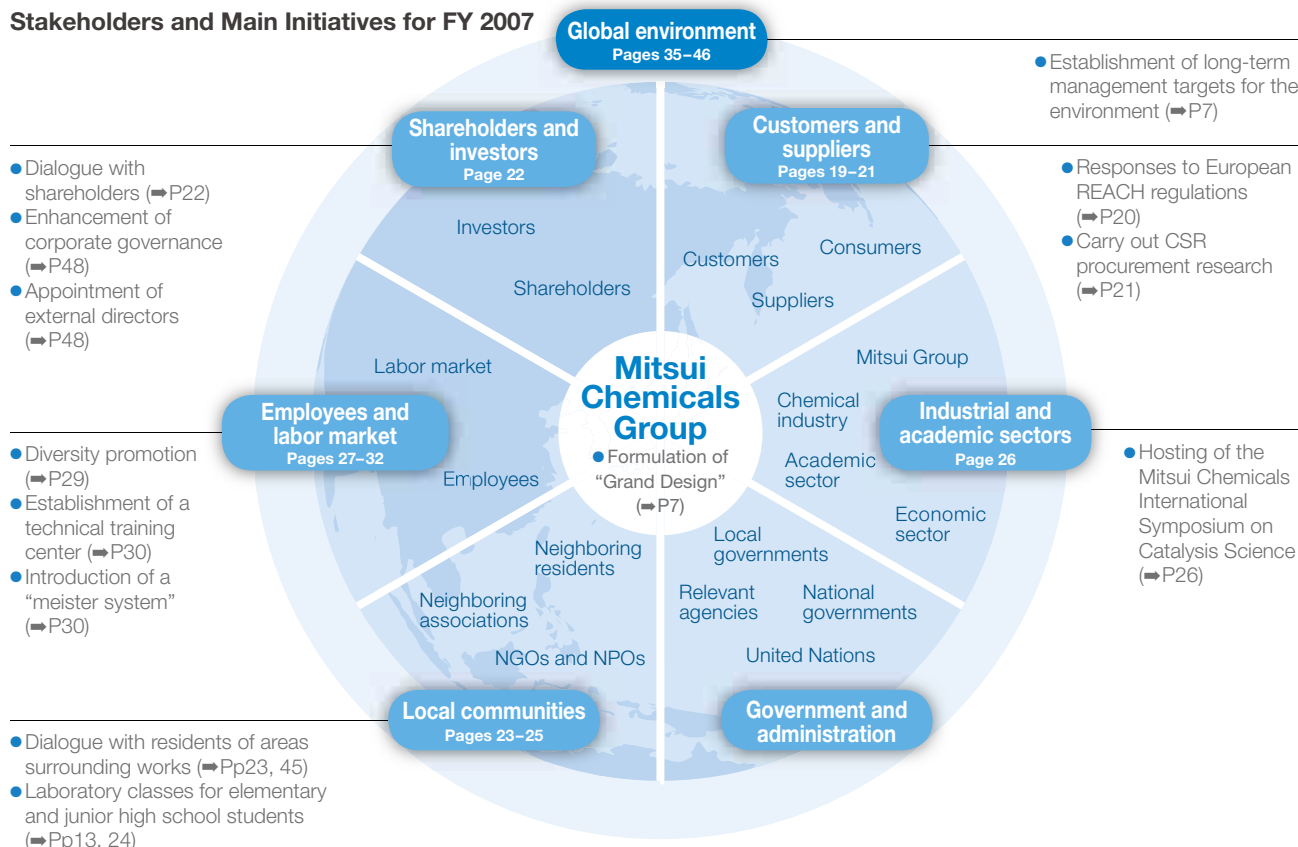 Stakeholders and Main Initiatives for FY 2007
Global environment
Pages 35–46
● Establishment of long-term
management targets for the
environment (➡P7)
Shareholders and
investors
Page 22
● Dialogue with
shareholders (➡P22)
● Enhancement of
corporate governance
(➡P48)
● Appointment of
external directors
(➡P48)
Investors
Shareholders
Customers and
suppliers
Pages 19–21
● Responses to European
REACH regulations
(➡P20)
● Carry out CSR
procurement research
(➡P21)
Customers
Consumers
Suppliers
Mitsui
Chemicals
Group
● Formulation of
“Grand Design”
(➡P7)
Labor market
Employees and
labor market
Pages 27–32
Employees
● Diversity promotion
(➡P29)
● Establishment of a
technical training
center (➡P30)
● Introduction of a
“meister system”
(➡P30)
Mitsui Group
Chemical
industry
Academic
sector
Economic
sector
Industrial and
academic sectors
Page 26
● Hosting of the
Mitsui Chemicals
International
Symposium on
Catalysis Science
(➡P26)
Neighboring
residents
Neighboring
associations
NGOs and NPOs
Local communities
Pages 23–25
● Dialogue with residents of areas
surrounding works (➡Pp23, 45)
● Laboratory classes for elementary
and junior high school students
(➡Pp13, 24)
Local
governments
Relevant
agencies
National
governments
United Nations
Government and
administration